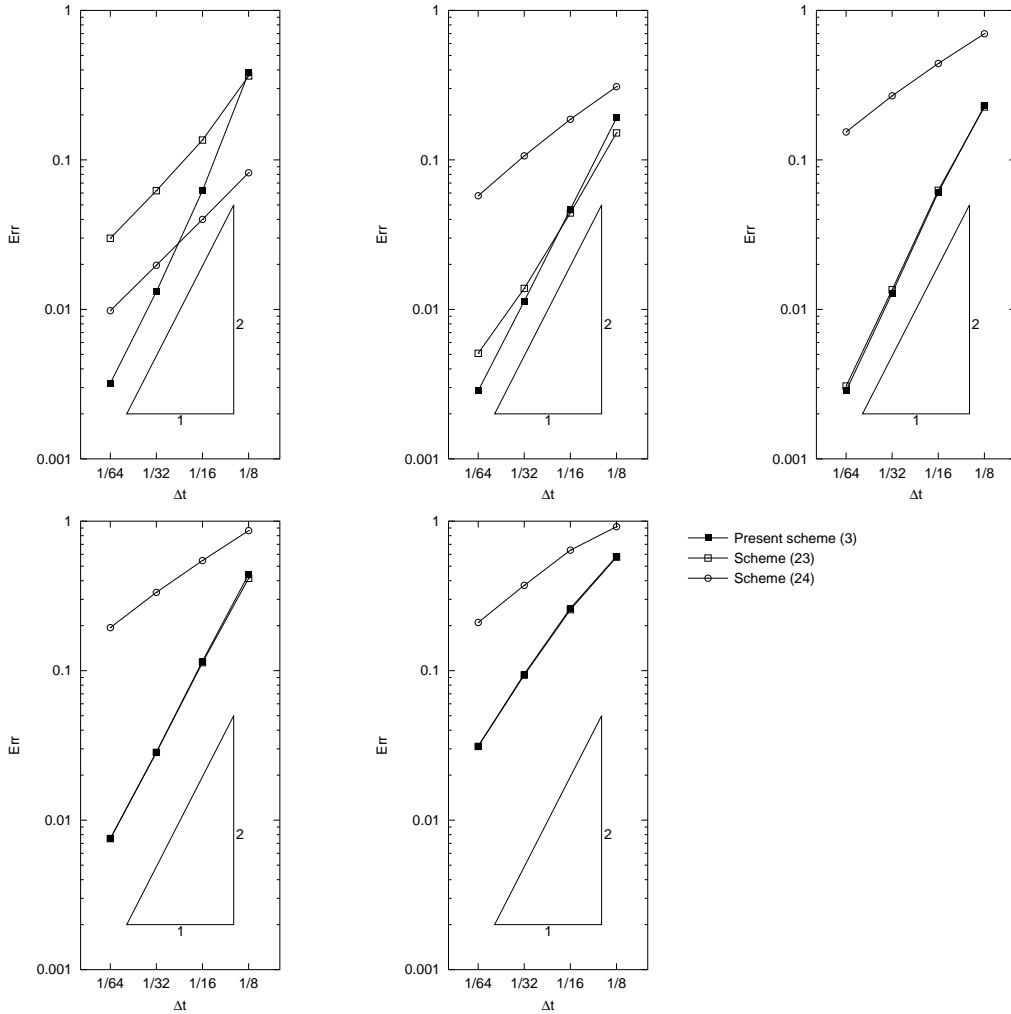 1
0.1
0.01
0.001
Err
2
1
1/64 1/32 1/16 1/8
Δt
1
0.1
0.01
0.001
Err
2
1
1/64 1/32 1/16 1/8
Δt
1
0.1
0.01
0.001
Err
2
1
1/64 1/32 1/16 1/8
Δt
1
0.1
0.01
0.001
Err
2
1
1/64 1/32 1/16 1/8
Δt
1
0.1
0.01
0.001
Err
2
1
1/64 1/32 1/16 1/8
Δt
Present scheme (3)
Scheme (23)
Scheme (24)